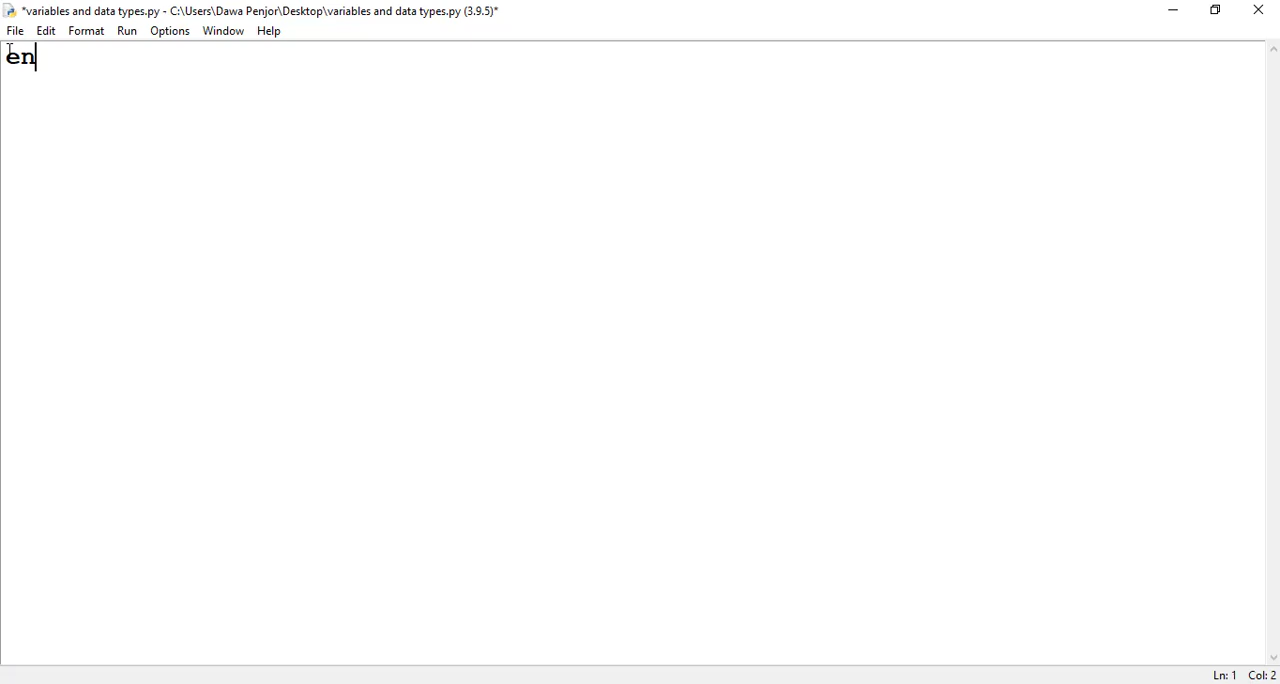 *variables and data types.py - C:\Users\Dawa Penjor\Desktop\variables and data types.py (3.9.5)*
File Edit Format Run Options Window Help
en
Ln: 1 Col: 2